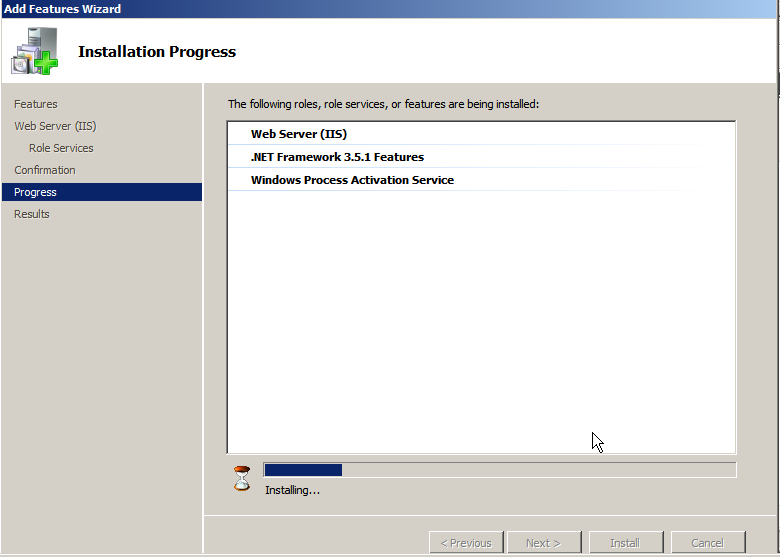 Add Features Wizard
Installation Progress
Features
Web Server (IIS)
Role Services
Confirmation
Progress
Results
The following roles, role services, or features are being installed:
Web Server (IIS)
.NET Framework 3.5.1 Features
Windows Process Activation Service
Installing...
< Previous
Next >
Install
Cancel